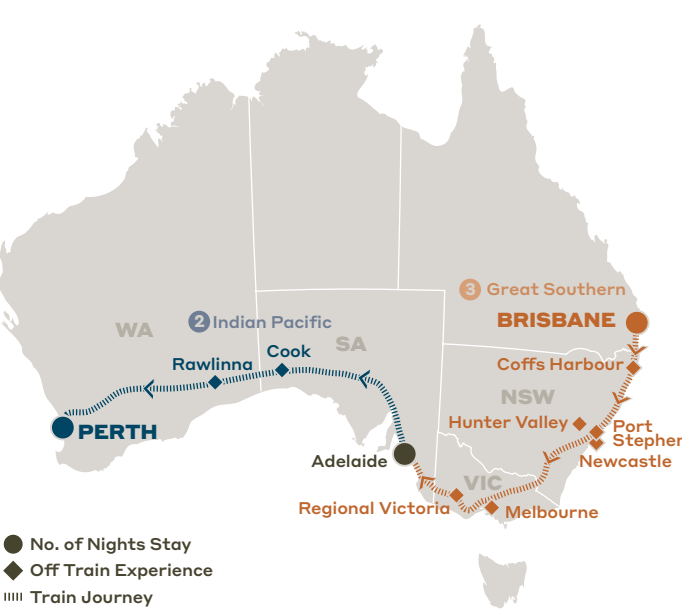 3 Great Southern
BRISBANE
WA
2 Indian Pacific
SA
Cook
Rawlinna
Coffs Harbour
NSW
Hunter Valley
Port
Stephen
PERTH
Adelaide
Newcastle
VIC
Regional Victoria
Melbourne
No. of Nights Stay
Off Train Experience
Train Journey